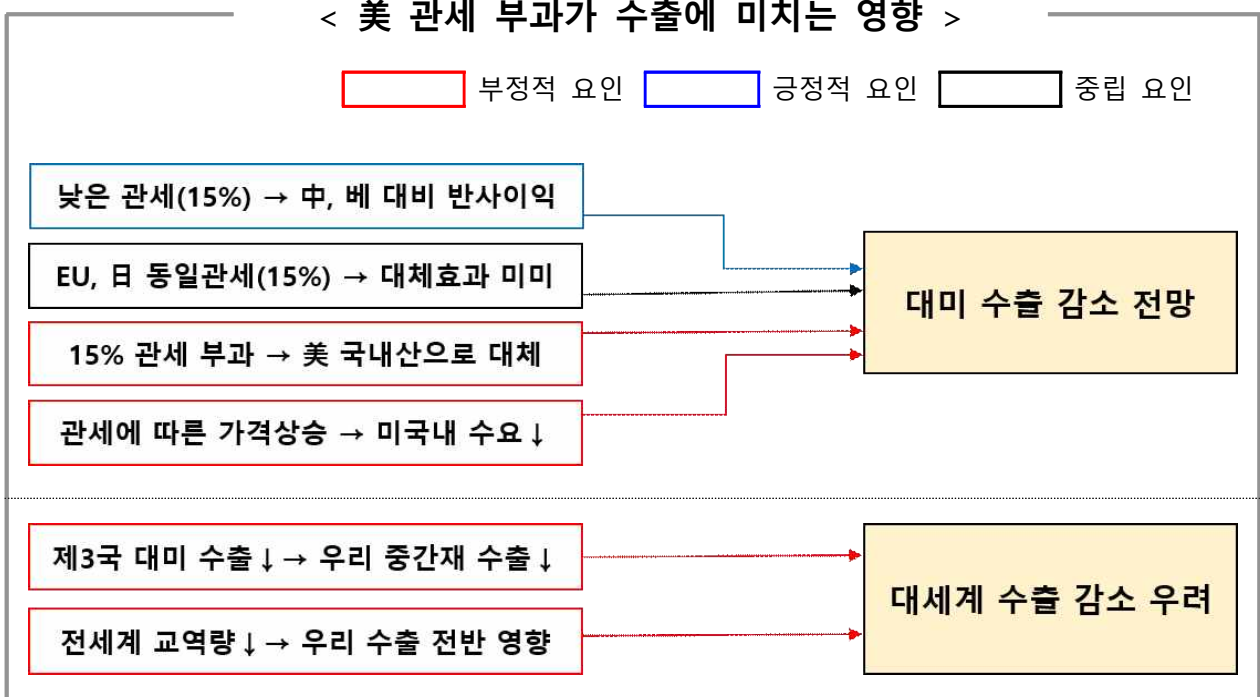 < 美 관세 부과가 수출에 미치는 영향 >
부정적 요인 긍정적 요인 중립 요인
낮은 관세(15%) → 中, 베 대비 반사이익
EU, 日 동일관세(15%) → 대체효과 미미
대미 수출 감소 전망
15% 관세 부과 → 美 국내산으로 대체
관세에 따른 가격상승 → 미국내 수요↓
제3국 대미 수출↓→ 우리 중간재 수출↓
대세계 수출 감소 우려
전세계 교역량↓→ 우리 수출 전반 영향